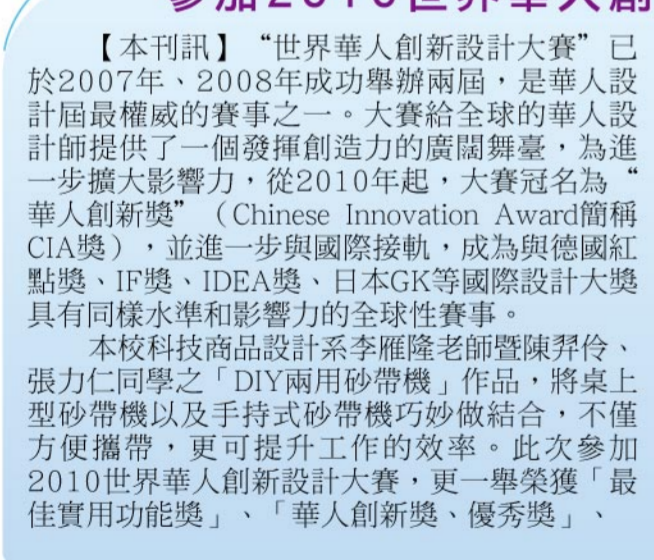 參加2010世界華人創
【本刊訊】“世界華人創新設計大賽”已
於2007年、2008年成功舉辦兩屆，是華人設
計屆最權威的賽事之一。大賽給全球的華人設
計師提供了一個發揮創造力的廣闊舞臺，為進
一步擴大影響力，從2010年起，大賽冠名為“
華人創新獎”（Chinese Innovation Award簡稱
CIA獎），並進一步與國際接軌，成為與德國紅
點獎、IF獎、IDEA獎、日本GK等國際設計大獎
具有同樣水準和影響力的全球性賽事。
本校科技商品設計系李雁隆老師暨陳羿伶、
張力仁同學之「DIY兩用砂帶機」作品，將桌上
型砂帶機以及手持式砂帶機巧妙做結合，不僅
方便攜帶，更可提升工作的效率。此次參加
2010世界華人創新設計大賽，更一舉榮獲「最
佳實用功能獎」、「華人創新獎、優秀獎」、